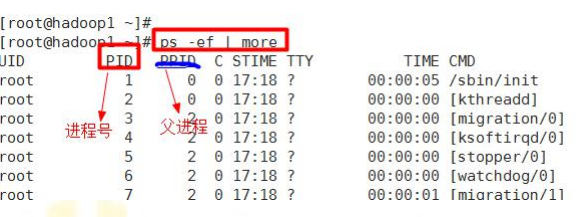 [root@hadoop1 ~]#
[root@hadoop1 ~]# ps -ef | more
UID PID PPID C STIME TTY TIME CMD
root 1 0 0 17:18 ? 00:00:05 /sbin/init
root 2 0 0 17:18 ? 00:00:00 [kthreadd]
root 3 2 0 17:18 ? 00:00:00 [migration/0]
进程号 父进程
root 4 2 0 17:18 ? 00:00:00 [ksoftirqd/0]
root 5 2 0 17:18 ? 00:00:00 [stopper/0]
root 6 2 0 17:18 ? 00:00:00 [watchdog/0]
root 7 2 0 17:18 ? 00:00:01 [migration/1]